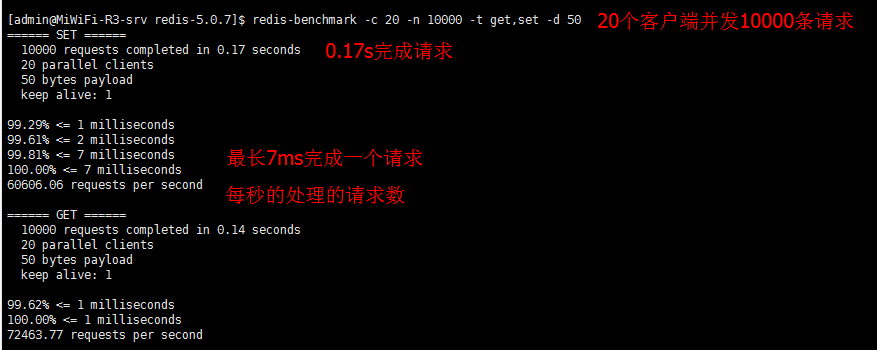 [admin@MiWiFi-R3-srv redis-5.0.7]$ redis-benchmark -c 20 -n 10000 -t get,set -d 50 20个客户端并发10000条请求
====== SET ======
10000 requests completed in 0.17 seconds 0.17s完成请求
20 parallel clients
50 bytes payload
keep alive: 1
99.29% <= 1 milliseconds
99.61% <= 2 milliseconds
99.81% <= 7 milliseconds
最长7ms完成一个请求
100.00% <= 7 milliseconds
60606.06 requests per second 每秒的处理的请求数
====== GET ======
10000 requests completed in 0.14 seconds
20 parallel clients
50 bytes payload
keep alive: 1
99.62% <= 1 milliseconds
100.00% <= 1 milliseconds
72463.77 requests per second